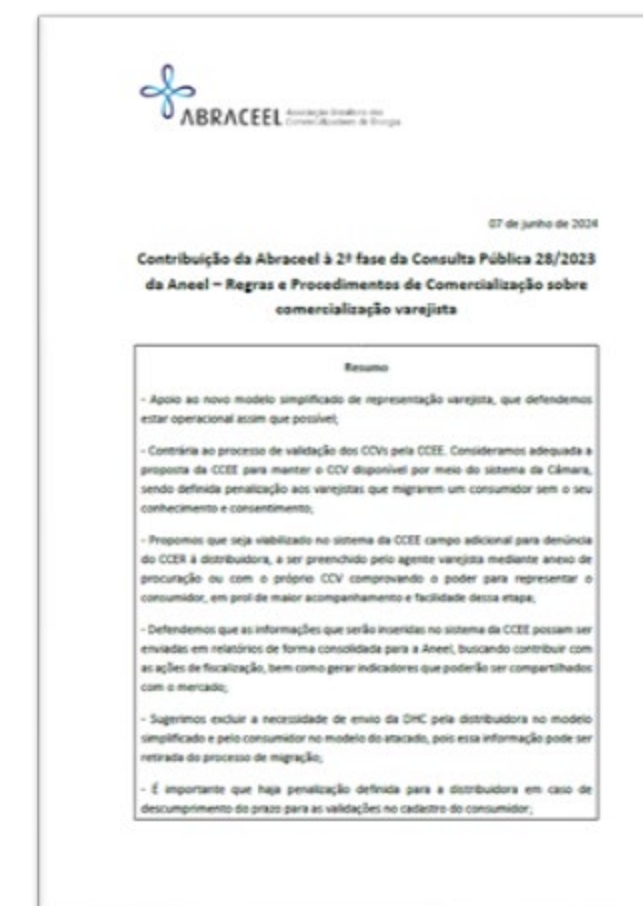 ABRACEEL Associação Brasileira dos
Comercializadores de Energia
07 de junho de 2024
Contribuição da Abraceel à 2ª fase da Consulta Pública 28/2023
da Aneel – Regras e Procedimentos de Comercialização sobre
comercialização varejista
Resumo
- Apoio ao novo modelo simplificado de representação varejista, que defendemos
estar operacional assim que possível;
- Contrária ao processo de validação dos CCVs pela CCEE. Consideramos adequada a
proposta da CCEE para manter o CCV disponível por meio do sistema da Câmara,
sendo definida penalização aos varejistas que migrarem um consumidor sem o seu
conhecimento e consentimento;
- Propomos que seja viabilizado no sistema da CCEE campo adicional para denúncia
do CCER à distribuidora, a ser preenchido pelo agente varejista mediante anexo de
procuração ou com o próprio CCV comprovando o poder para representar o
consumidor, em prol de maior acompanhamento e facilidade dessa etapa;
- Defendemos que as informações que serão inseridas no sistema da CCEE possam ser
enviadas em relatórios de forma consolidada para a Aneel, buscando contribuir com
as ações de fiscalização, bem como gerar indicadores que poderão ser compartilhados
com o mercado;
- Sugerimos excluir a necessidade de envio da DHC pela distribuidora no modelo
simplificado e pelo consumidor no modelo do atacado, pois essa informação pode ser
retirada do processo de migração;
- É importante que haja penalização definida para a distribuidora em caso de
descumprimento do prazo para as validações no cadastro do consumidor;